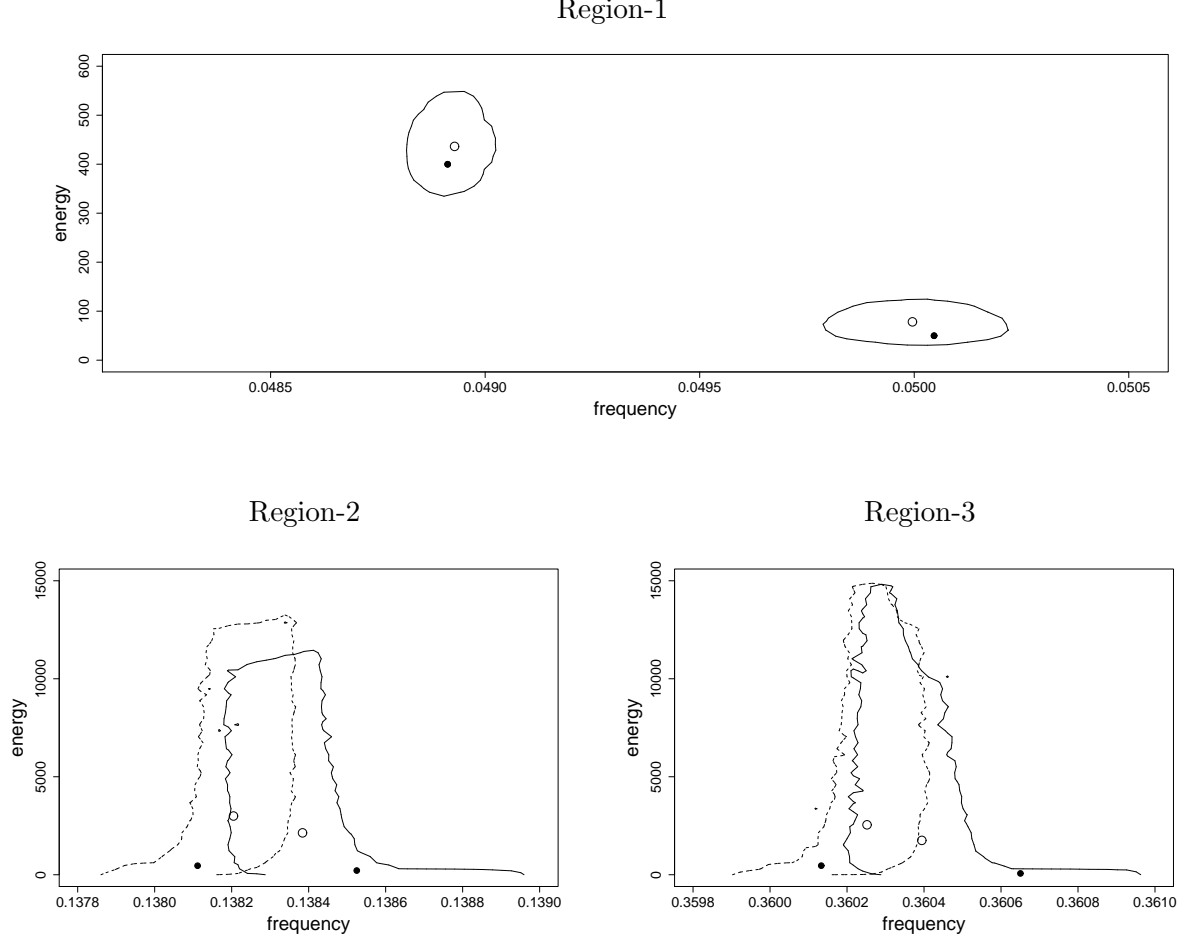 Region-1
energy
0 100 200 300 400 500 600
0.0485 0.0490 0.0495 0.0500 0.0505
frequency
Region-2
Region-3
energy
0 5000 10000 15000
0.1378 0.1380 0.1382 0.1384 0.1386 0.1388 0.1390
frequency
energy
0 5000 10000 15000
0.3598 0.3600 0.3602 0.3604 0.3606 0.3608 0.3610
frequency